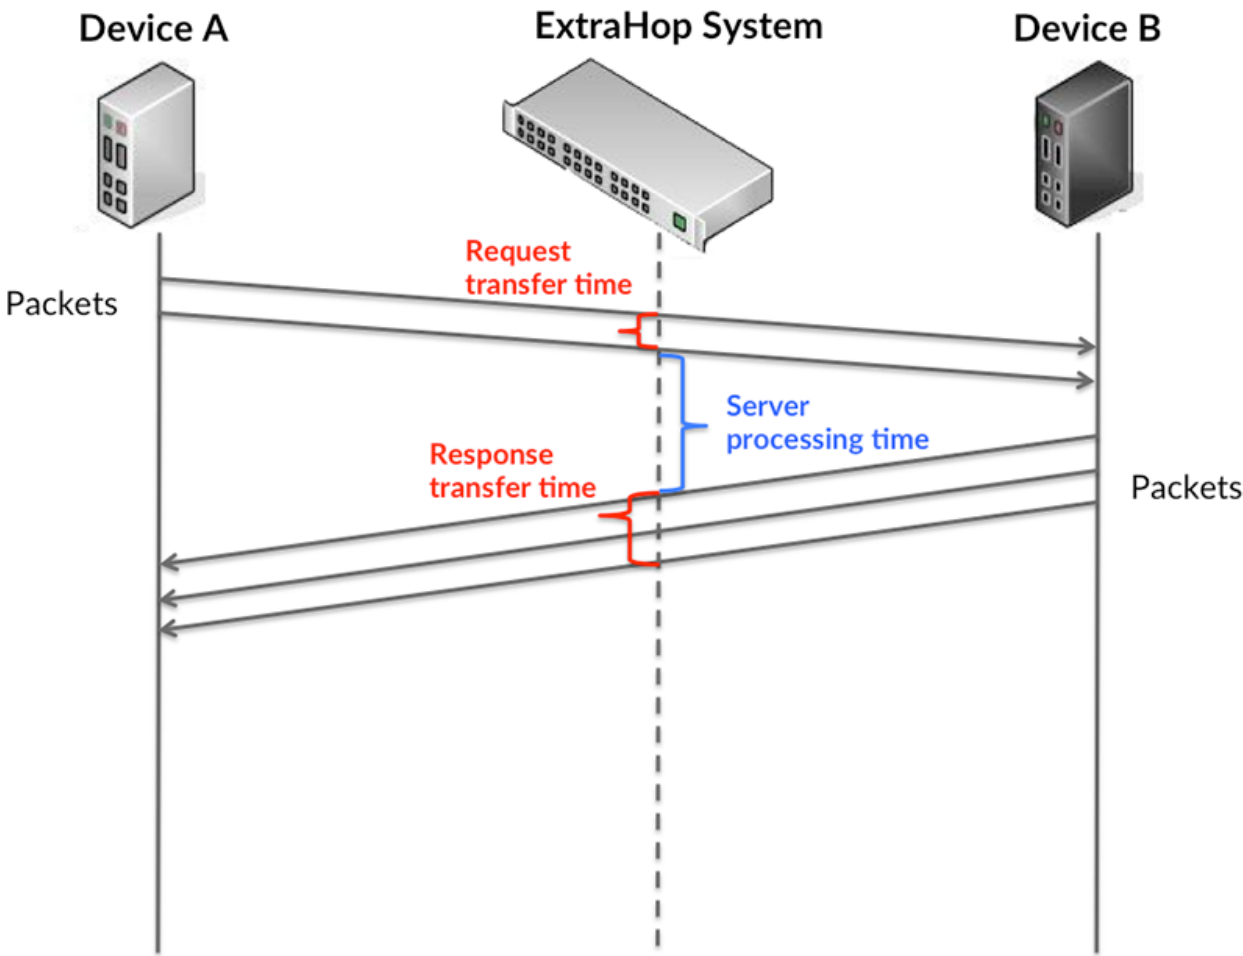 Device A
ExtraHop System
Device B
Request
transfer time
Packets
Server
processing time
Response
transfer time
Packets